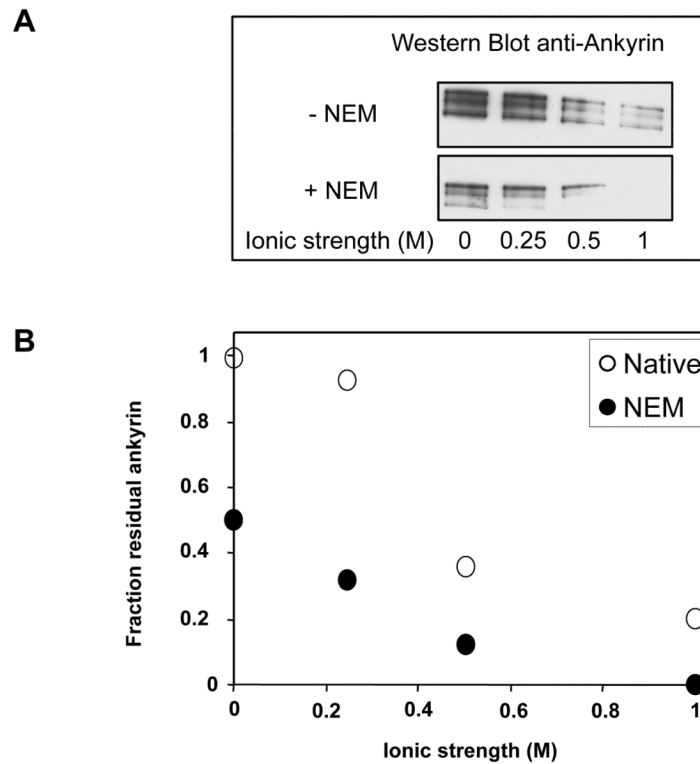 A
Western Blot anti-Ankyrin
- NEM
+ NEM
Ionic strength (M) 0 0.25 0.5 1
B
Fraction residual ankyrin
1
0.8
0.6
0.4
0.2
0
Native
NEM
0 0.2 0.4 0.6 0.8 1
Ionic strength (M)